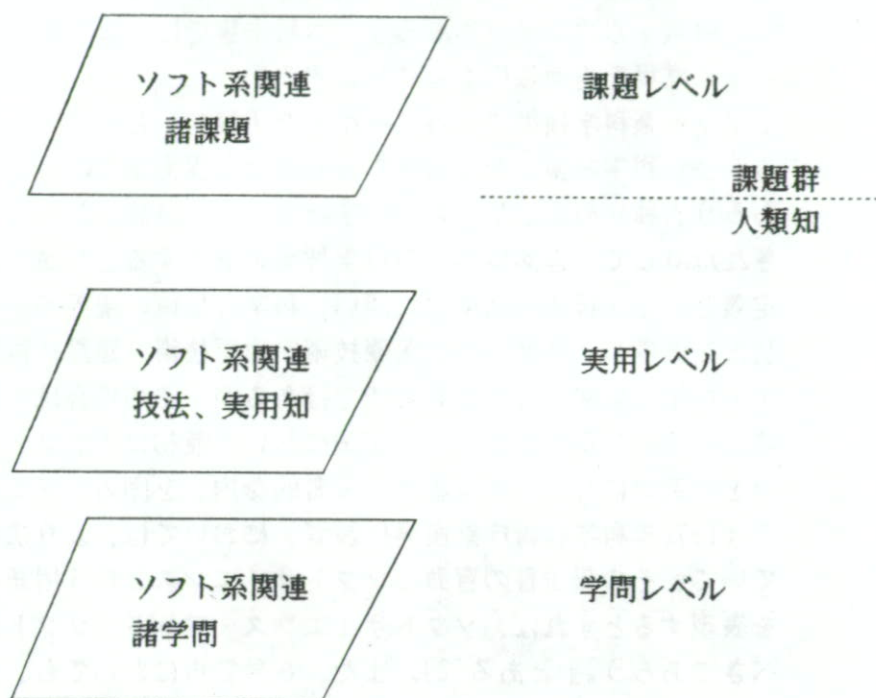 ソフト系関連
諸課題
課題レベル
課題群
人類知
ソフト系関連
技法、実用知
実用レベル
ソフト系関連
諸学問
学問レベル